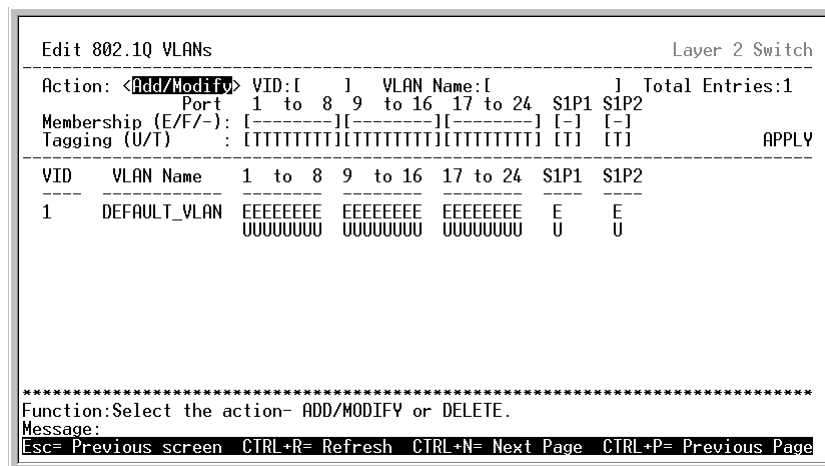 Edit 802.1Q VLANs Layer 2 Switch
Action: <Add/Modify> VID:[ ] VLAN Name:[ ] Total Entries:1
Port 1 to 8 9 to 16 17 to 24 S1P1 S1P2
Membership (E/F/-): [--------][--------][--------] [-] [-]
Tagging (U/T) : [TTTTTTTT][TTTTTTTT][TTTTTTTT] [T] [T] APPLY
VID VLAN Name 1 to 8 9 to 16 17 to 24 S1P1 S1P2
1 DEFAULT_VLAN EEEEEEEE EEEEEEEE EEEEEEEE E E
UUUUUUUU UUUUUUUU UUUUUUUU U U
Function:Select the action- ADD/MODIFY or DELETE.
Message:
Esc= Previous screen CTRL+R= Refresh CTRL+N= Next Page CTRL+P= Previous Page